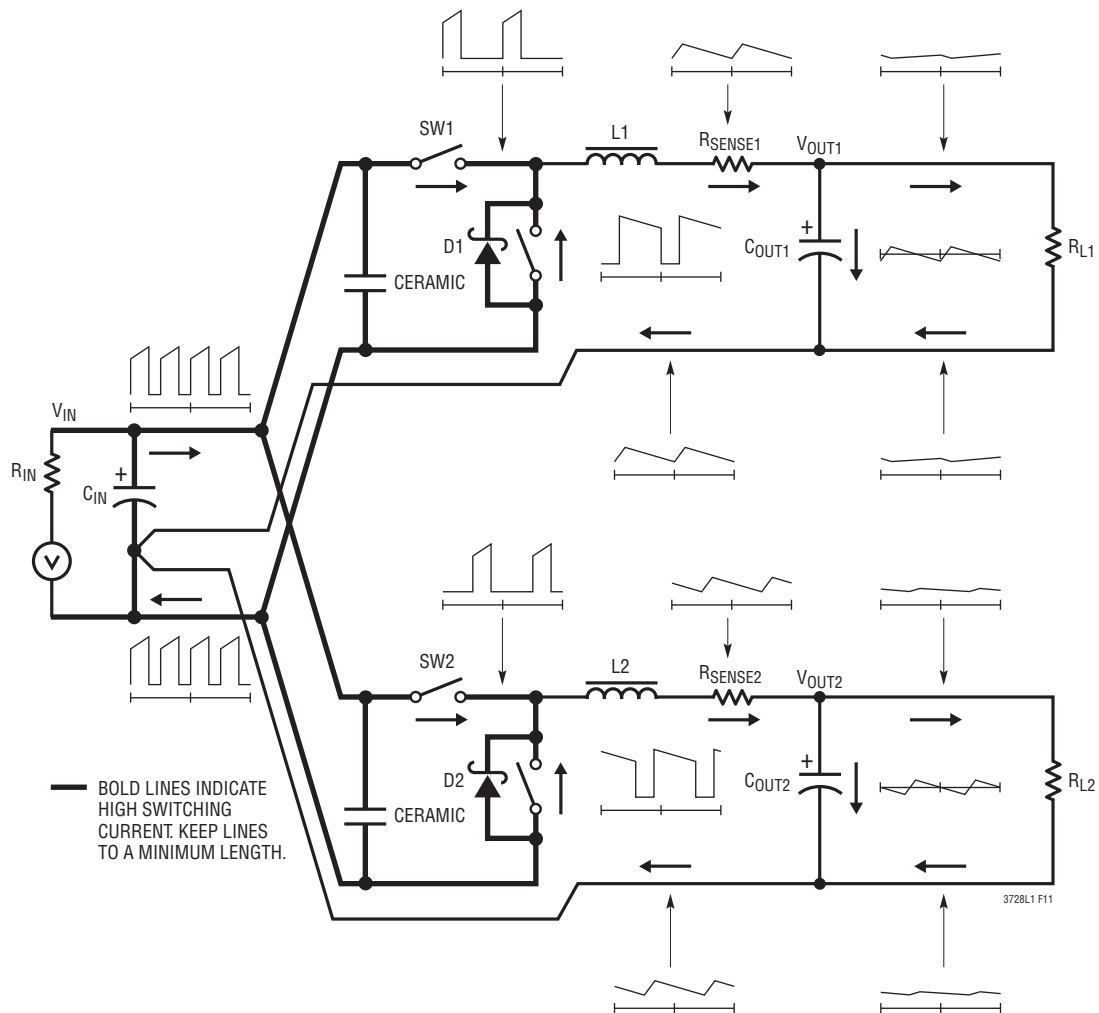 SW1
L1
RSENSE1
VOUT1
D1
CERAMIC
COUT1
+
RL1
VIN
RIN
CIN
+
V
SW2
L2
RSENSE2
VOUT2
D2
CERAMIC
COUT2
+
RL2
BOLD LINES INDICATE
HIGH SWITCHING
CURRENT. KEEP LINES
TO A MINIMUM LENGTH.
3728L1 F11